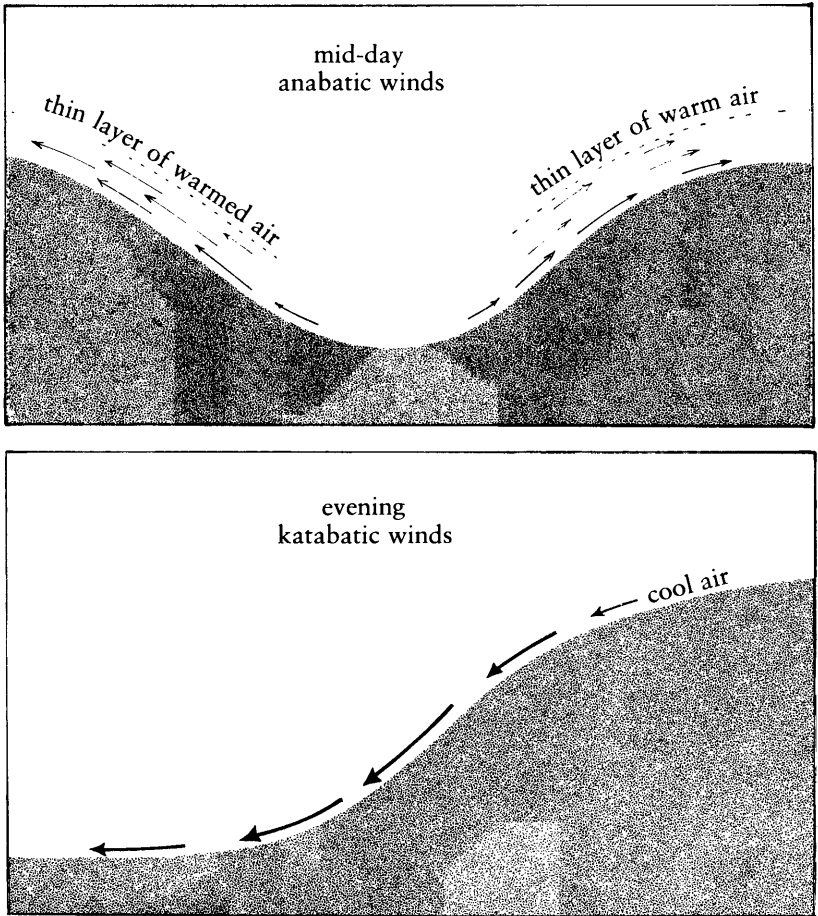 mid-day
anabatic winds
thin layer of warmed air
thin layer of warm air
evening
katabatic winds
cool air